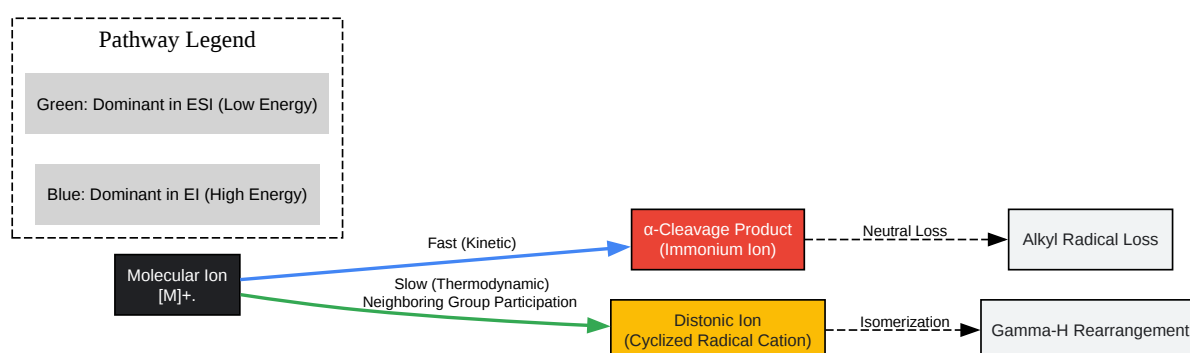 Pathway Legend
Green: Dominant in ESI (Low Energy)
Blue: Dominant in EI (High Energy)
Molecular Ion
[M]+.
Fast (Kinetic)
Slow (Thermodynamic)
Neighboring Group Participation
α-Cleavage Product
(Immonium Ion)
Neutral Loss
Alkyl Radical Loss
Distonic Ion
(Cyclized Radical Cation)
Isomerization
Gamma-H Rearrangement